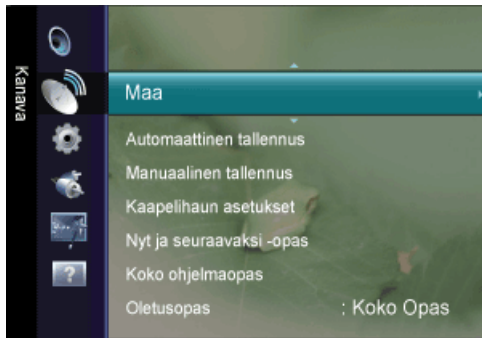 Kanava
Maa
Automaattinen tallennus
Manuaalinen tallennus
Kaapelihaun asetukset
Nyt ja seuraavaksi -opas
Koko ohjelmaopas
Oletusopas : Koko Opas